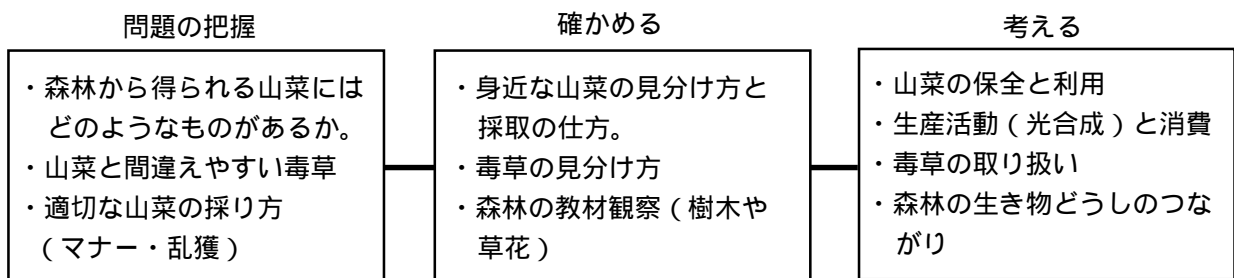 問題の把握
・森林から得られる山菜には
どのようなものがあるか。
・山菜と間違えやすい毒草
・適切な山菜の採り方
（マナー・乱獲）
確かめる
・身近な山菜の見分け方と
採取の仕方。
・毒草の見分け方
・森林の教材観察（樹木や
草花）
考える
・山菜の保全と利用
・生産活動（光合成）と消費
・毒草の取り扱い
・森林の生き物どうしのつな
がり